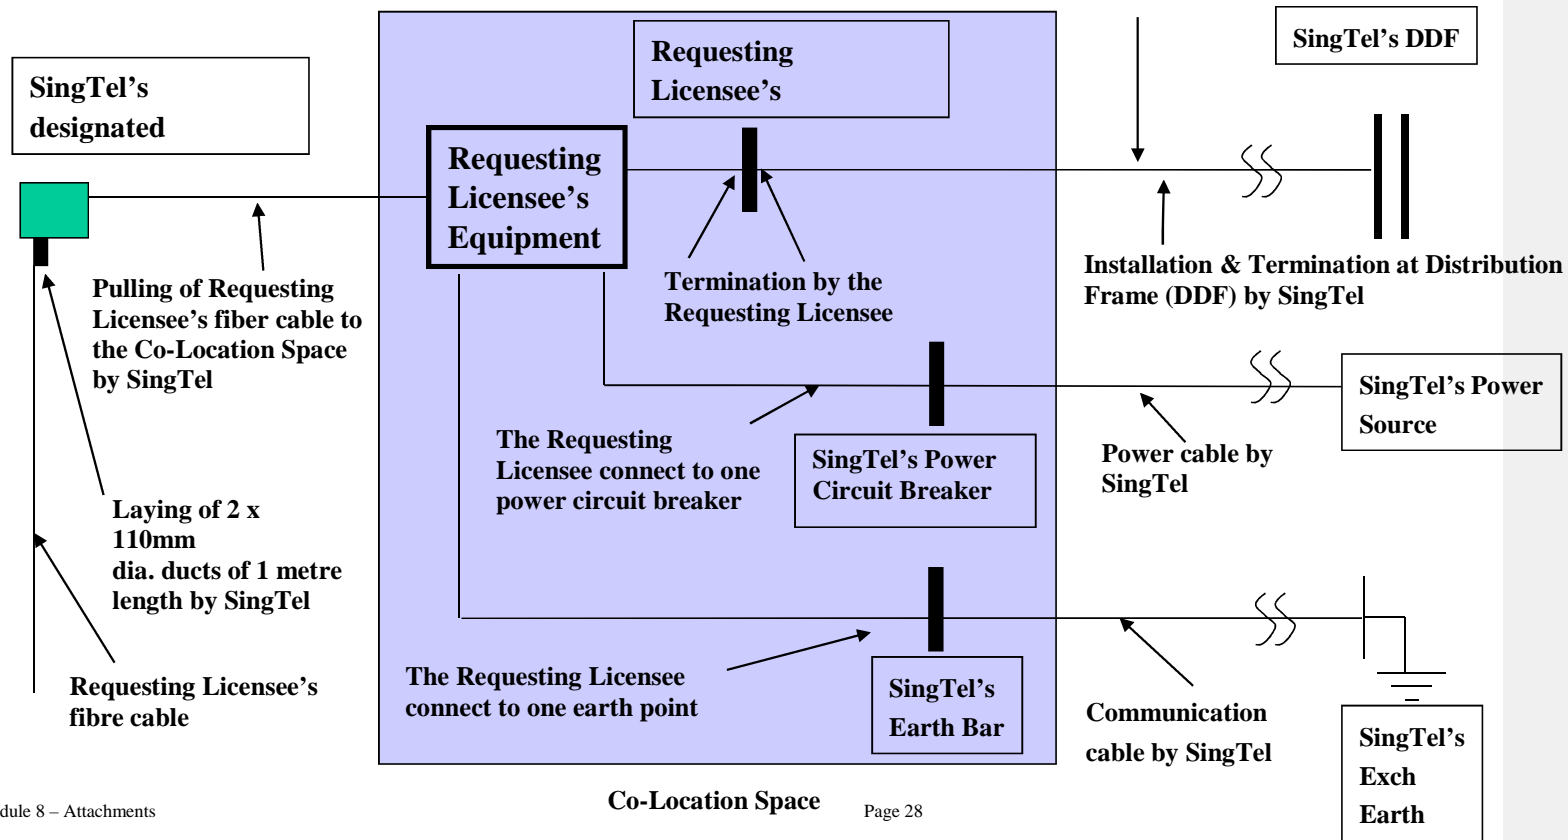 SingTel's
designated
Requesting
Licensee's
SingTel's DDF
Requesting
Licensee's
Equipment
Pulling of Requesting
Licensee's fiber cable to
the Co-Location Space
by SingTel
Termination by the
Requesting Licensee
Installation & Termination at Distribution
Frame (DDF) by SingTel
The Requesting
Licensee connect to one
power circuit breaker
SingTel's Power
Circuit Breaker
Power cable by
SingTel
SingTel's Power
Source
Laying of 2 x
110mm
dia. ducts of 1 metre
length by SingTel
Requesting Licensee's
fibre cable
The Requesting Licensee
connect to one earth point
SingTel's
Earth Bar
Communication
cable by SingTel
SingTel's
Exch
Earth
Co-Location Space
dule 8 – Attachments
Page 28